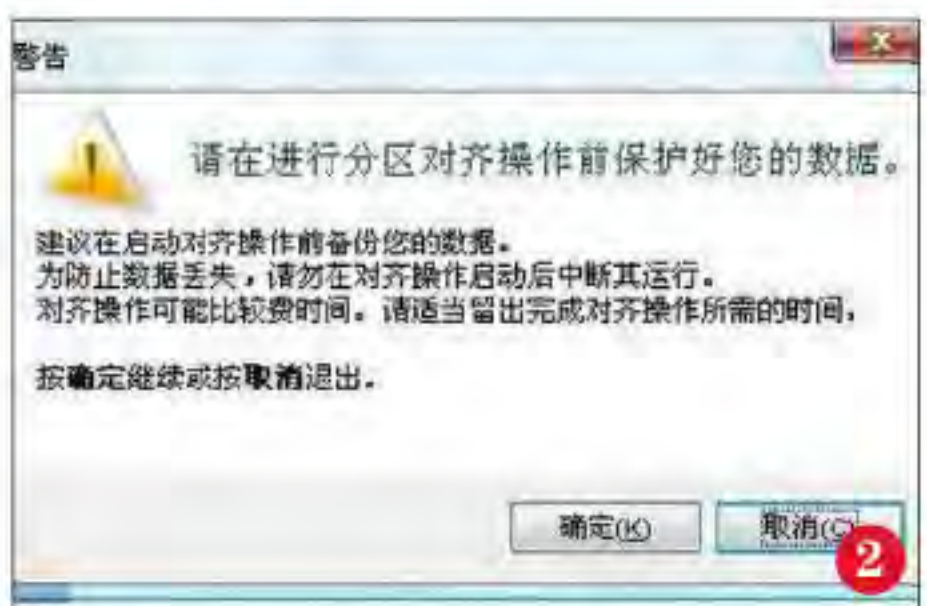 警告
请在进行分区对齐操作前保护好您的数据。
建议在启动对齐操作前备份您的数据。
为防止数据丢失，请勿在对齐操作启动后中断其运行。
对齐操作可能比较费时间。请适当留出完成对齐操作所需的时间。
按确定继续或按取消退出。
确定(K) 取消(C)
2